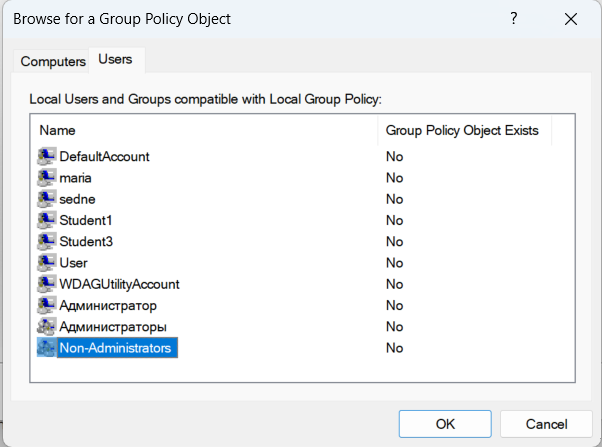 Browse for a Group Policy Object ?
Computers Users
Local Users and Groups compatible with Local Group Policy:
Name Group Policy Object Exists
DefaultAccount No
maria No
sedne No
Student1 No
Student3 No
User No
WDAGUtilityAccount No
Администратор No
Администраторы No
Non-Administrators No
OK Cancel